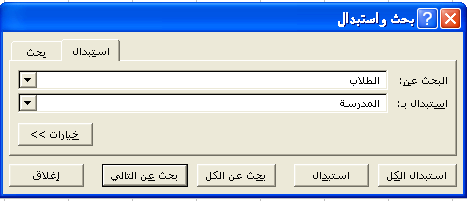 بحث واستبدال
استبدال
بحث
البحث عن: الطلاب
استبدال بـ: المدرسة
خيارات >>
استبدال الكل
استبدال
بحث عن الكل
بحث عن التالي
إغلاق